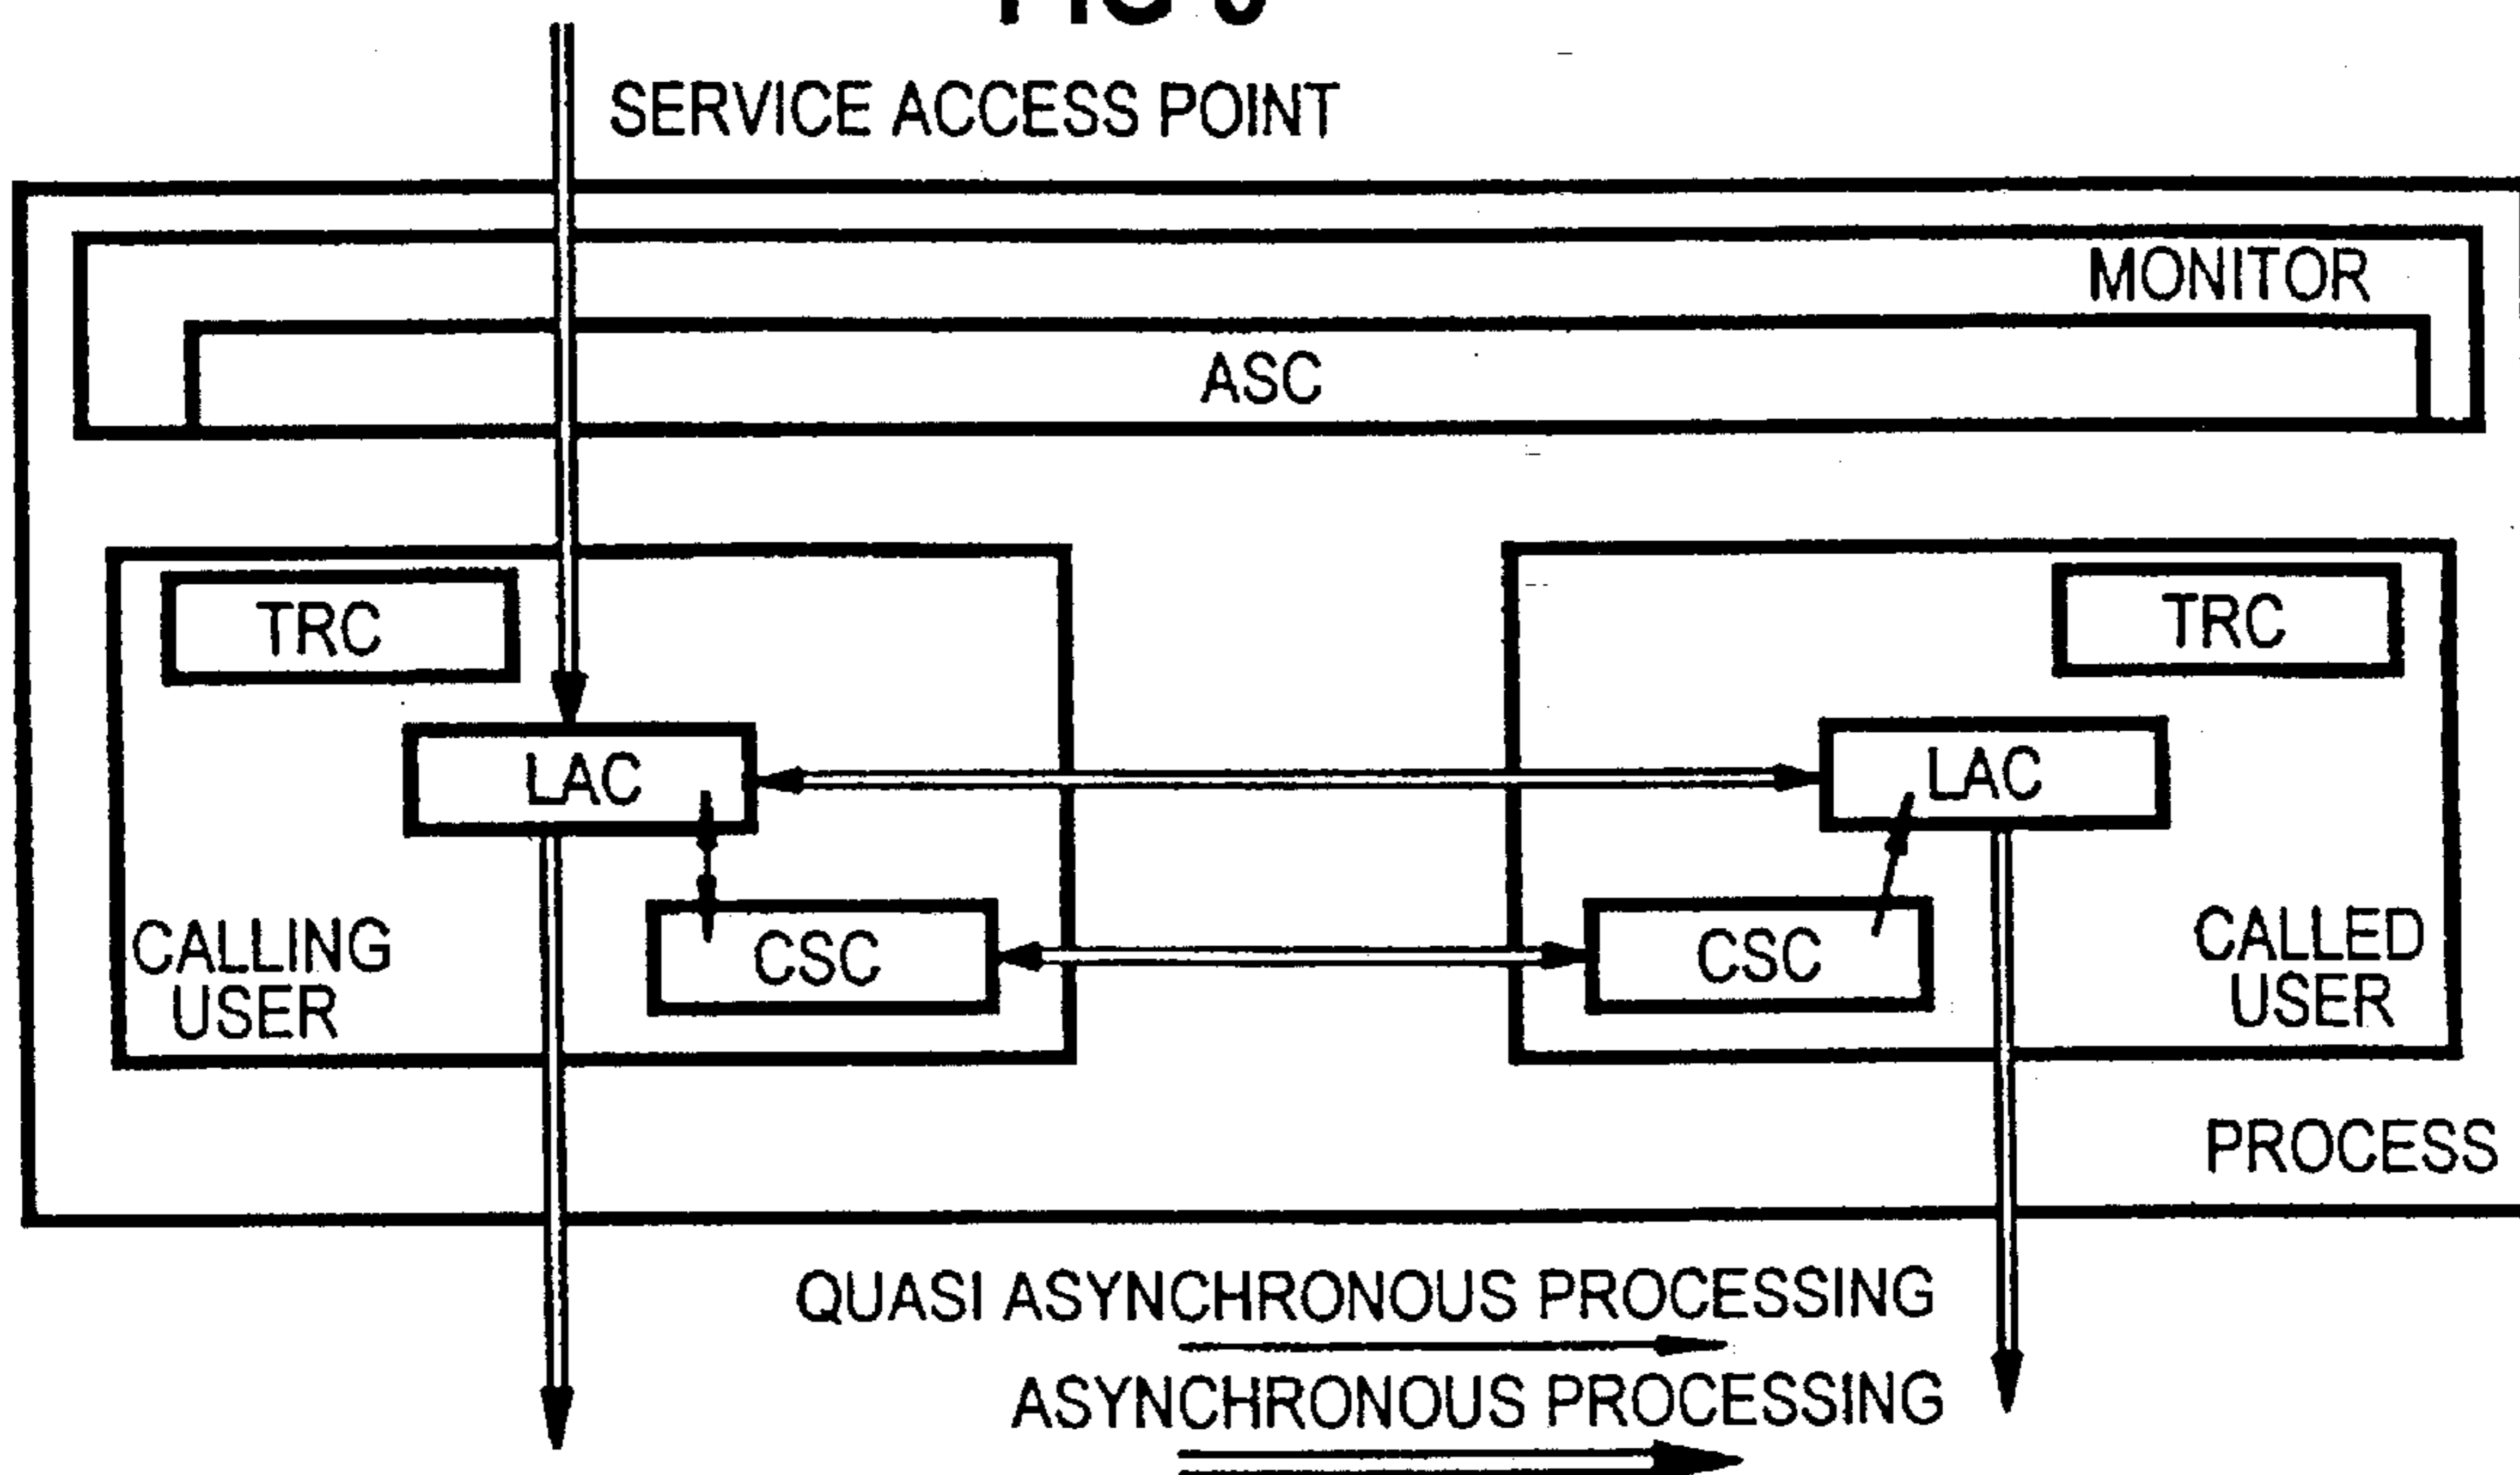 SERVICE ACCESS POINT
MONITOR
ASC
TRC
TRC
LAC
LAC
CALLING
USER
CSC
CSC
CALLED
USER
PROCESS
QUASI ASYNCHRONOUS PROCESSING
ASYNCHRONOUS PROCESSING